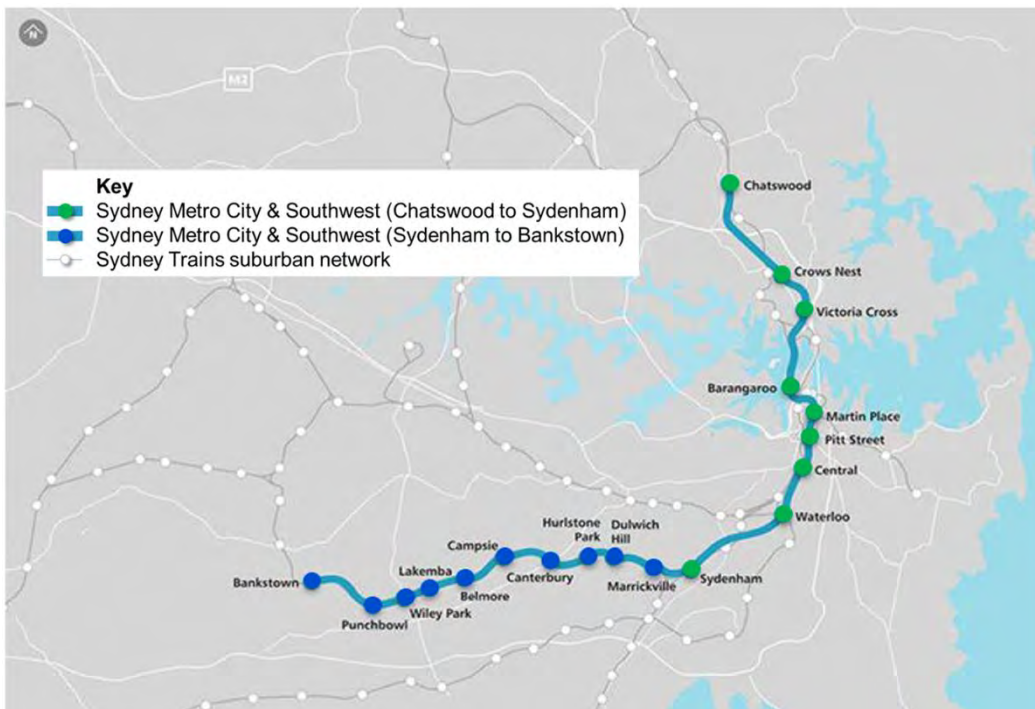 N
M2
Key
Sydney Metro City & Southwest (Chatswood to Sydenham)
Sydney Metro City & Southwest (Sydenham to Bankstown)
Sydney Trains suburban network
Chatswood
Crows Nest
Victoria Cross
Barangaroo
Martin Place
Pitt Street
Central
Waterloo
Sydenham
Marrickville
Dulwich
Hill
Hurlstone
Park
Canterbury
Campsie
Belmore
Lakemba
Wiley Park
Punchbowl
Bankstown